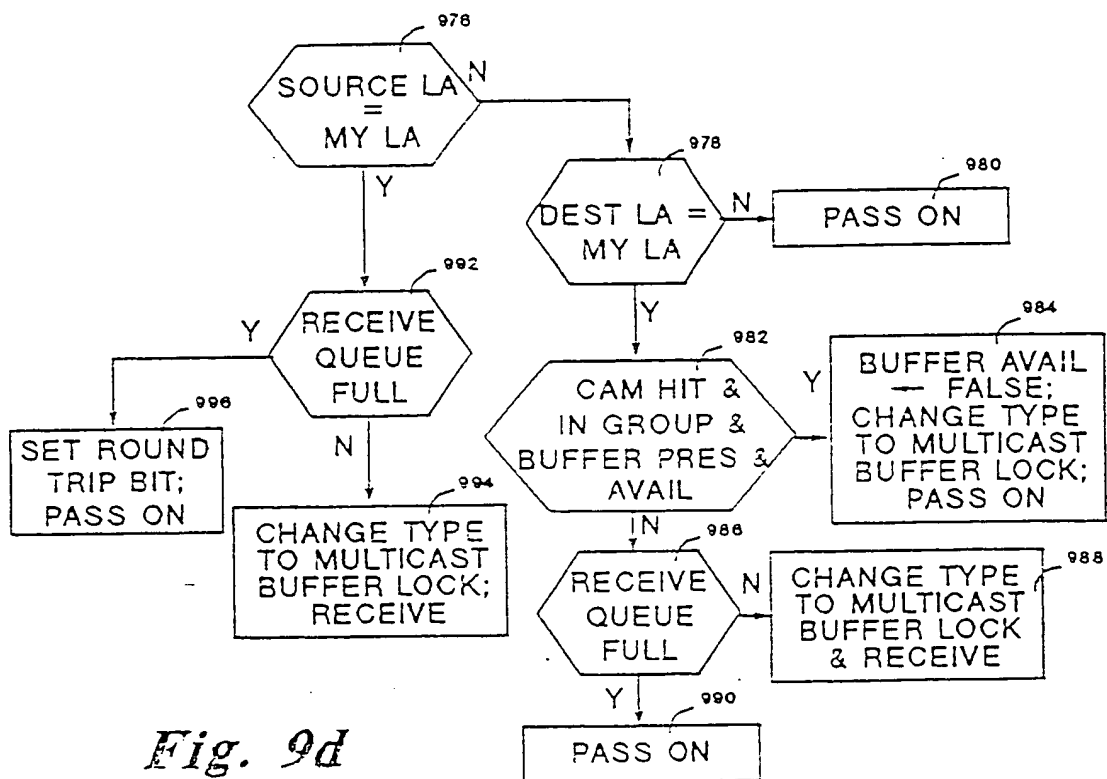 976
SOURCE LA
=
MY LA
N
Y
978
DEST LA =
MY LA
N
Y
980
PASS ON
992
RECEIVE
QUEUE
FULL
Y
N
982
CAM HIT &
IN GROUP &
BUFFER PRES &
AVAIL
Y
N
984
BUFFER AVAIL
← FALSE;
CHANGE TYPE
TO MULTICAST
BUFFER LOCK;
PASS ON
996
SET ROUND
TRIP BIT;
PASS ON
994
CHANGE TYPE
TO MULTICAST
BUFFER LOCK;
RECEIVE
986
RECEIVE
QUEUE
FULL
N
Y
988
CHANGE TYPE
TO MULTICAST
BUFFER LOCK
& RECEIVE
990
PASS ON
Fig. 9d